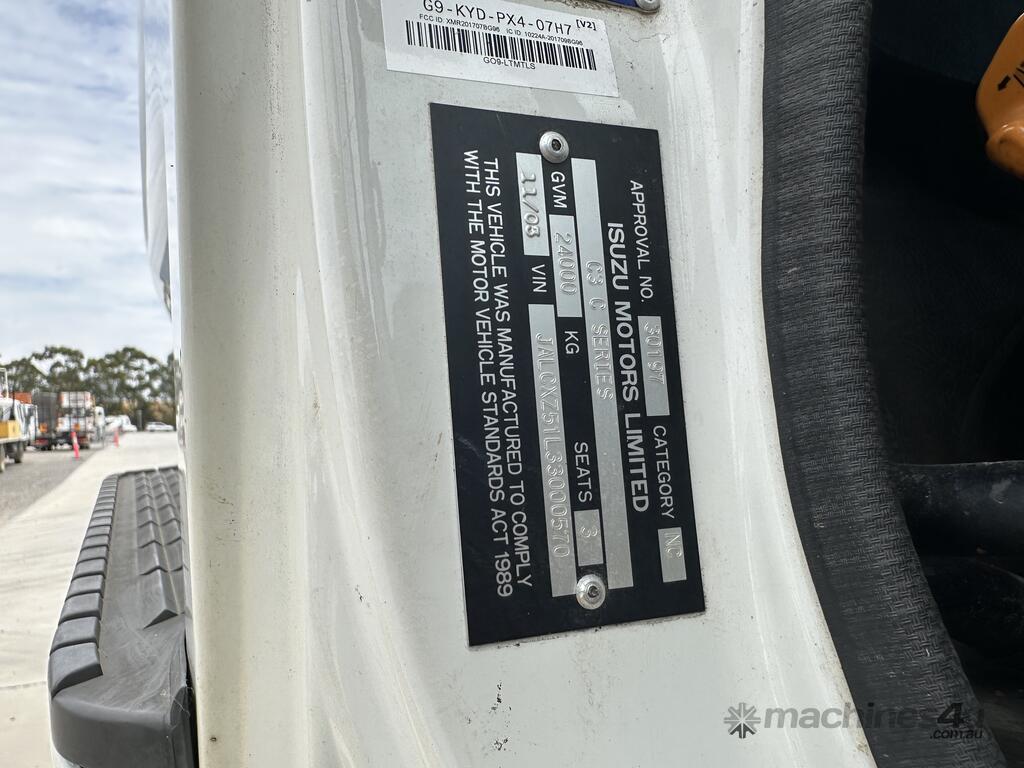 G9-KYD-PX4-07H7 [V2]
FCC ID: XMR201707BG96 IC ID: 10224A-201709BG96
GO9-LTMTLS
APPROVAL NO. 30197 CATEGORY NC
ISUZU MOTORS LIMITED
C3 C SERIES
GVM 24000 KG SEATS 3
11/03 VIN JALCXZ51L33000570
THIS VEHICLE WAS MANUFACTURED TO COMPLY
WITH THE MOTOR VEHICLE STANDARDS ACT 1989
machines4u
.com.au